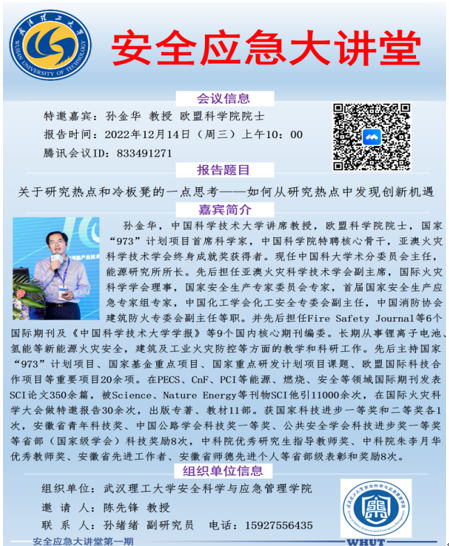 武汉理工大学
WUHAN UNIVERSITY OF TECHNOLOGY
安全应急大讲堂
会议信息
特邀嘉宾：孙金华 教授 欧盟科学院院士
报告时间：2022年12月14日（周三）上午10：00
腾讯会议ID：833491271
报告题目
关于研究热点和冷板凳的一点思考——如何从研究热点中发现创新机遇
嘉宾简介
孙金华，中国科学技术大学讲席教授，欧盟科学院院士，国家
“973”计划项目首席科学家，中国科学院特聘核心骨干，亚澳火灾
科学技术学会终身成就奖获得者。现任中国科大学术分委员会主任，
能源研究所所长。先后担任亚澳火灾科学技术学会副主席，国际火灾
科学学会理事，国家安全生产专家委员会专家，首届国家安全生产应
急专家组专家，中国化学会化工安全专委会副主任，中国消防协会
建筑防火专委会副主任等职。并先后担任Fire Safety Journal等6个
国际期刊及《中国科学技术大学学报》等9个国内核心期刊编委。长期从事锂离子电池、
氢能等新能源火灾安全，建筑及工业火灾防控等方面的教学和科研工作。先后主持国家
“973”计划项目、国家基金重点项目、国家重点研发计划项目课题、欧盟国际科技合
作项目等重要项目20余项。在PECS、CnF、PCI等能源、燃烧、安全等领域国际期刊发表
SCI论文350余篇，被Science、Nature Energy等刊物SCI他引11000余次，在国际火灾科
学大会做特邀报告30余次，出版专著、教材11部。获国家科技进步一等奖和二等奖各1
次，安徽省青年科技奖、中国公路学会科技奖一等奖、公共安全学会科技进步奖一等奖
等省部（国家级学会）科技奖励8次，中科院优秀研究生指导教师奖、中科院朱李月华
优秀教师奖、安徽省先进工作者、安徽省师德先进个人等省部级表彰和奖励8次。
组织单位信息
组织单位：武汉理工大学安全科学与应急管理学院
邀 请 人：陈先锋 教授
联 系 人：孙绪绪 副研究员 电话：15927556435
安全应急大讲堂第一期
WHUT